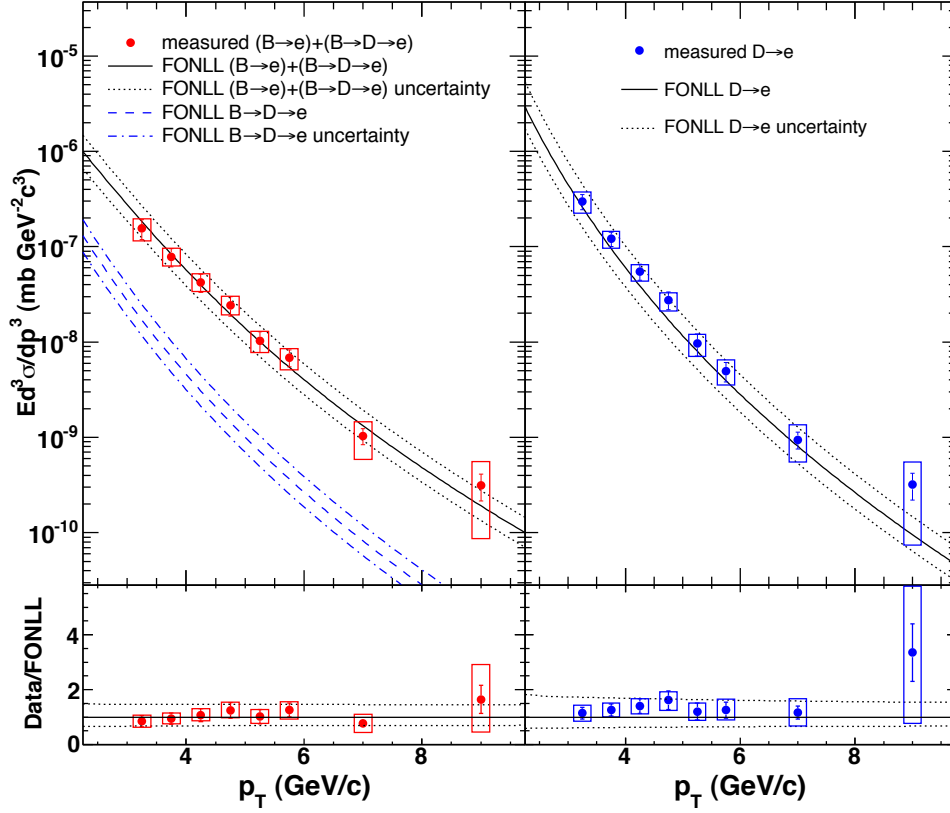 measured (B→e)+(B→D→e)
FONLL (B→e)+(B→D→e)
FONLL (B→e)+(B→D→e) uncertainty
FONLL B→D→e
FONLL B→D→e uncertainty
measured D→e
FONLL D→e
FONLL D→e uncertainty
Ed³σ/dp³ (mb GeV⁻²c³)
10⁻⁵
10⁻⁶
10⁻⁷
10⁻⁸
10⁻⁹
10⁻¹⁰
Data/FONLL
4
2
0
4 6 8
4 6 8
p_T (GeV/c)
p_T (GeV/c)